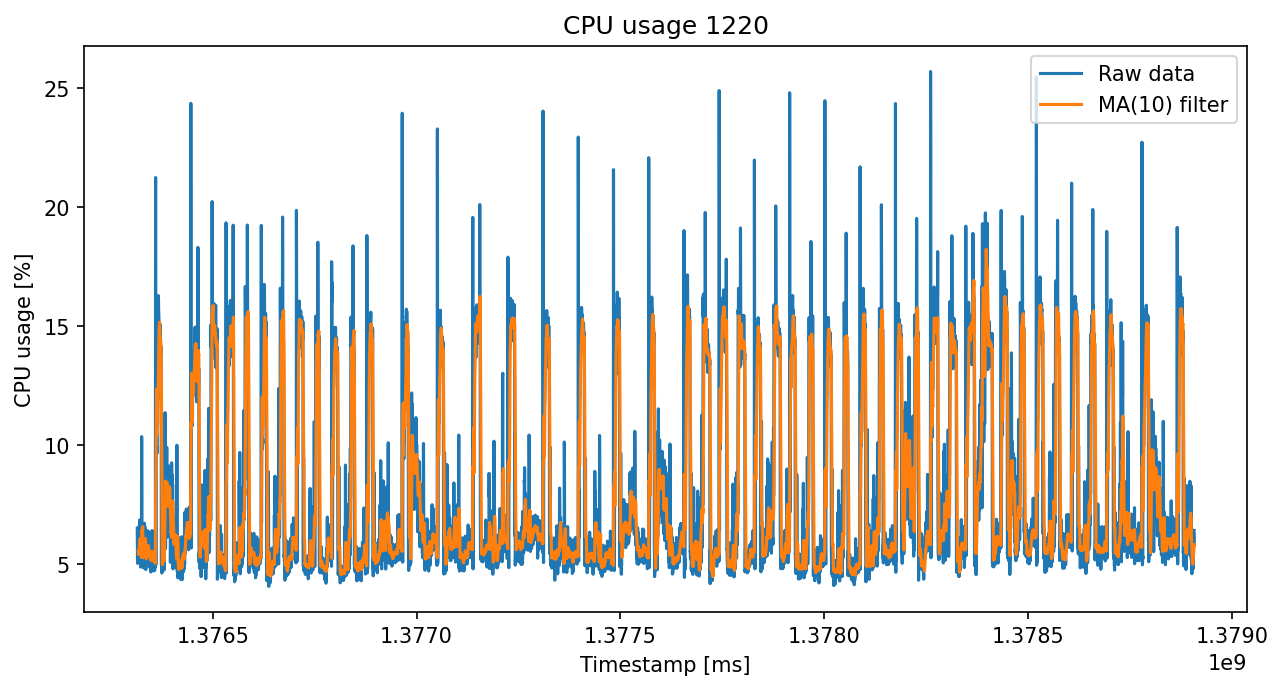 CPU usage 1220
Raw data
MA(10) filter
CPU usage [%]
25
20
15
10
5
1.3765
1.3770
1.3775
1.3780
1.3785
1.3790
1e9
Timestamp [ms]